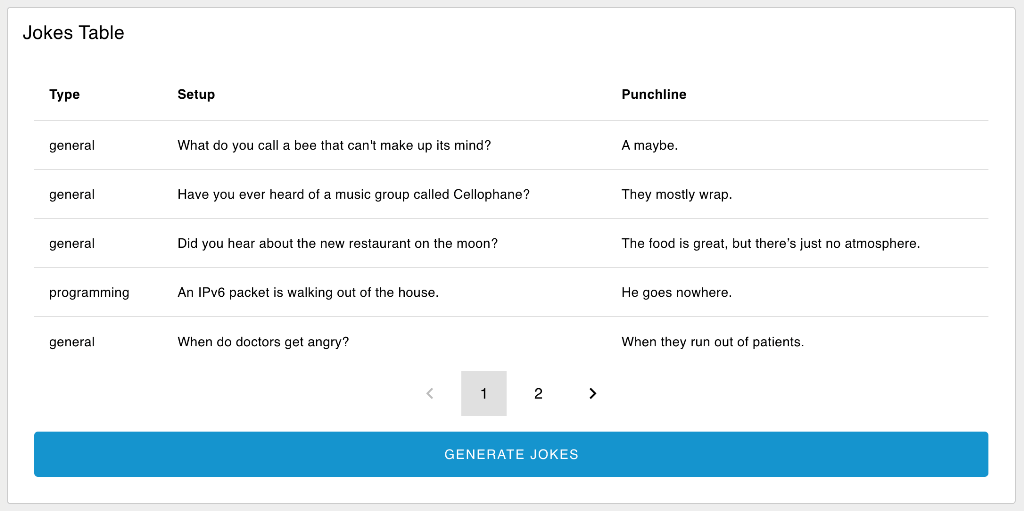 Jokes Table
Type Setup Punchline
general What do you call a bee that can't make up its mind? A maybe.
general Have you ever heard of a music group called Cellophane? They mostly wrap.
general Did you hear about the new restaurant on the moon? The food is great, but there’s just no atmosphere.
programming An IPv6 packet is walking out of the house. He goes nowhere.
general When do doctors get angry? When they run out of patients.
1 2
GENERATE JOKES